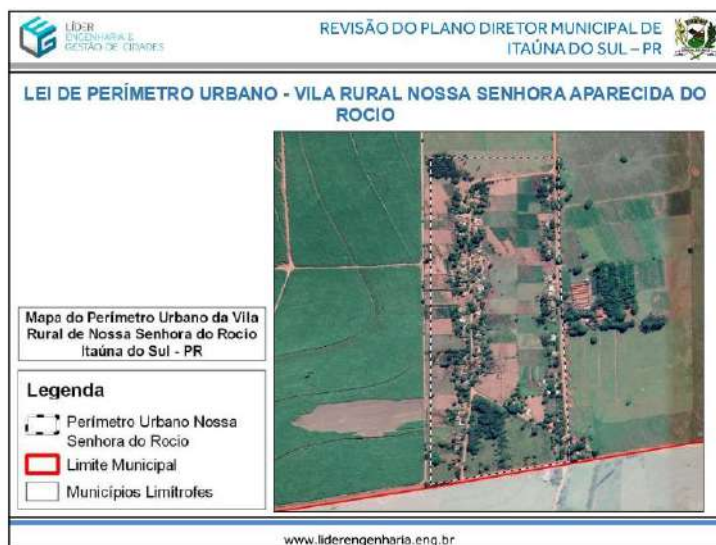 LÍDER
ENGENHARIA E
GESTÃO DE CIDADES
REVISÃO DO PLANO DIRETOR MUNICIPAL DE
ITAÚNA DO SUL – PR
LEI DE PERÍMETRO URBANO - VILA RURAL NOSSA SENHORA APARECIDA DO
ROCIO
Mapa do Perímetro Urbano da Vila
Rural de Nossa Senhora do Rocio
Itaúna do Sul - PR
Legenda
Perímetro Urbano Nossa
Senhora do Rocio
Limite Municipal
Municípios Limítrofes
www.liderengenharia.eng.br